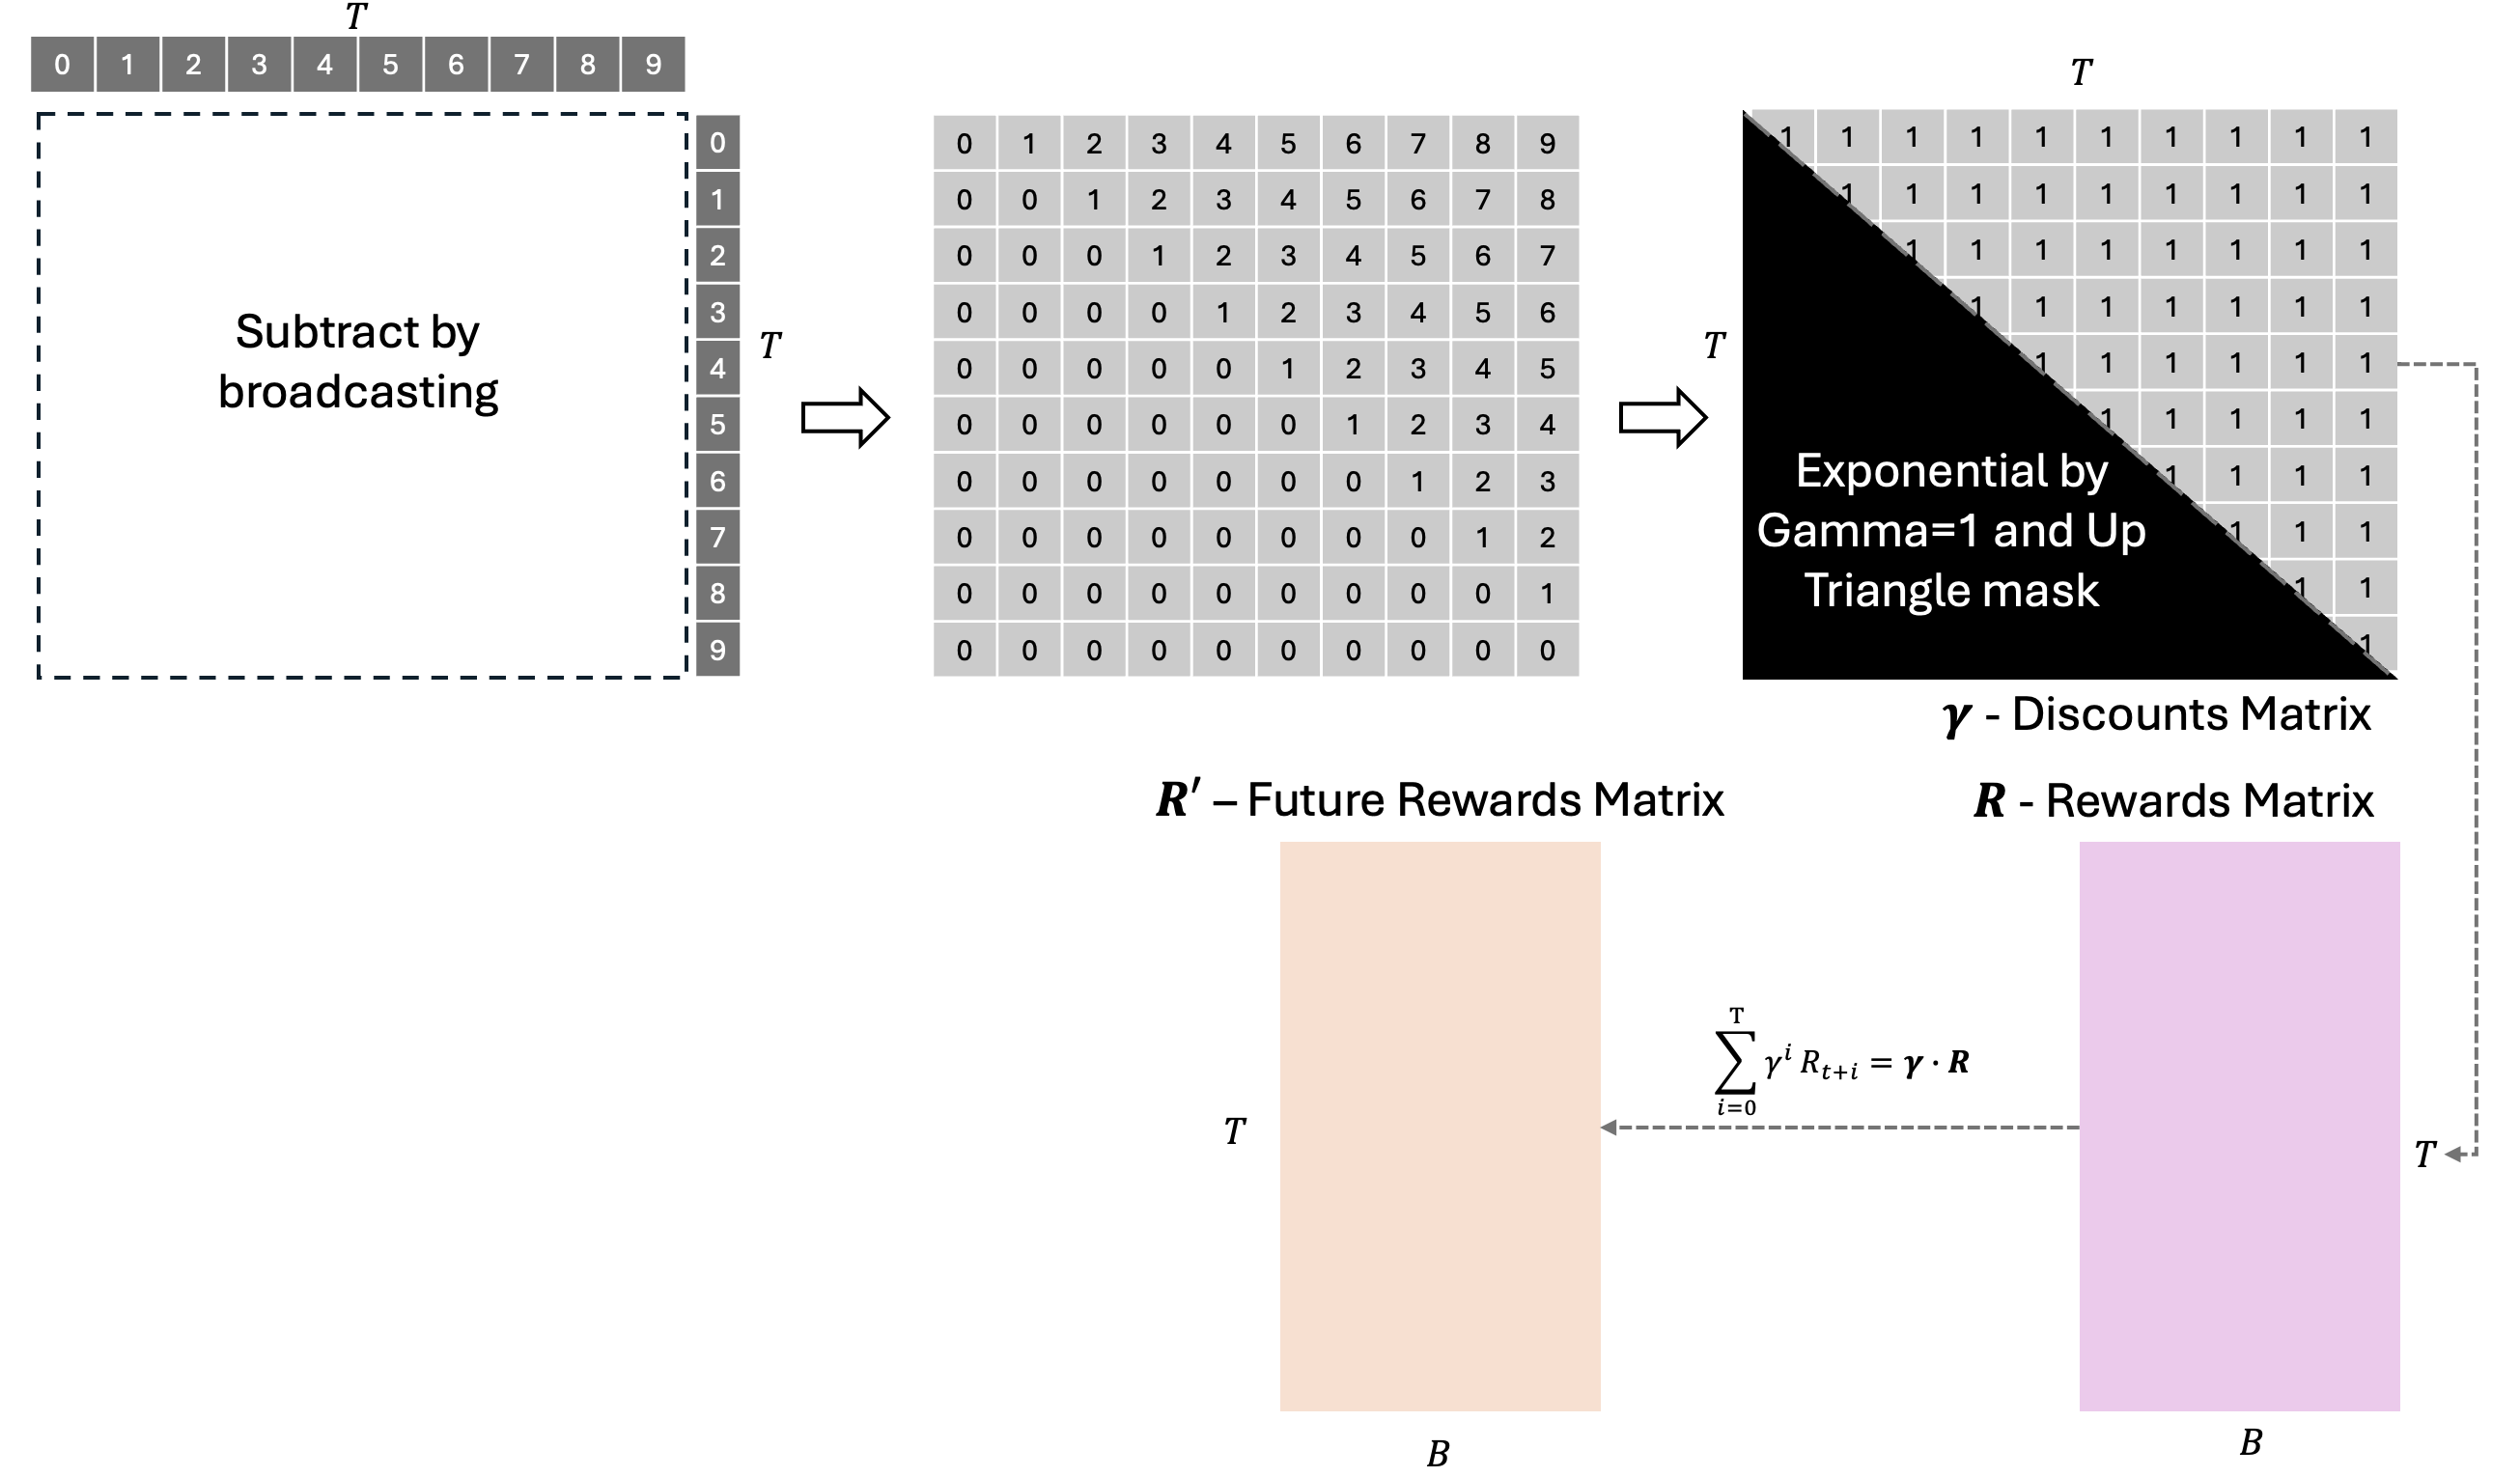 T
0 1 2 3 4 5 6 7 8 9
Subtract by
broadcasting
0
1
2
3
4
5
6
7
8
9
T
0 1 2 3 4 5 6 7 8 9
0 0 1 2 3 4 5 6 7 8
0 0 0 1 2 3 4 5 6 7
0 0 0 0 1 2 3 4 5 6
0 0 0 0 0 1 2 3 4 5
0 0 0 0 0 0 1 2 3 4
0 0 0 0 0 0 0 1 2 3
0 0 0 0 0 0 0 0 1 2
0 0 0 0 0 0 0 0 0 1
0 0 0 0 0 0 0 0 0 0
T
T
1 1 1 1 1 1 1 1 1 1
1 1 1 1 1 1 1 1 1
1 1 1 1 1 1 1 1
1 1 1 1 1 1 1
1 1 1 1 1 1
1 1 1 1 1
1 1 1 1
1 1 1
1 1
1
Exponential by
Gamma=1 and Up
Triangle mask
γ - Discounts Matrix
R′ – Future Rewards Matrix
R - Rewards Matrix
T
∑_{i=0}^{T} γ^i R_{t+i} = γ · R
T
B
B